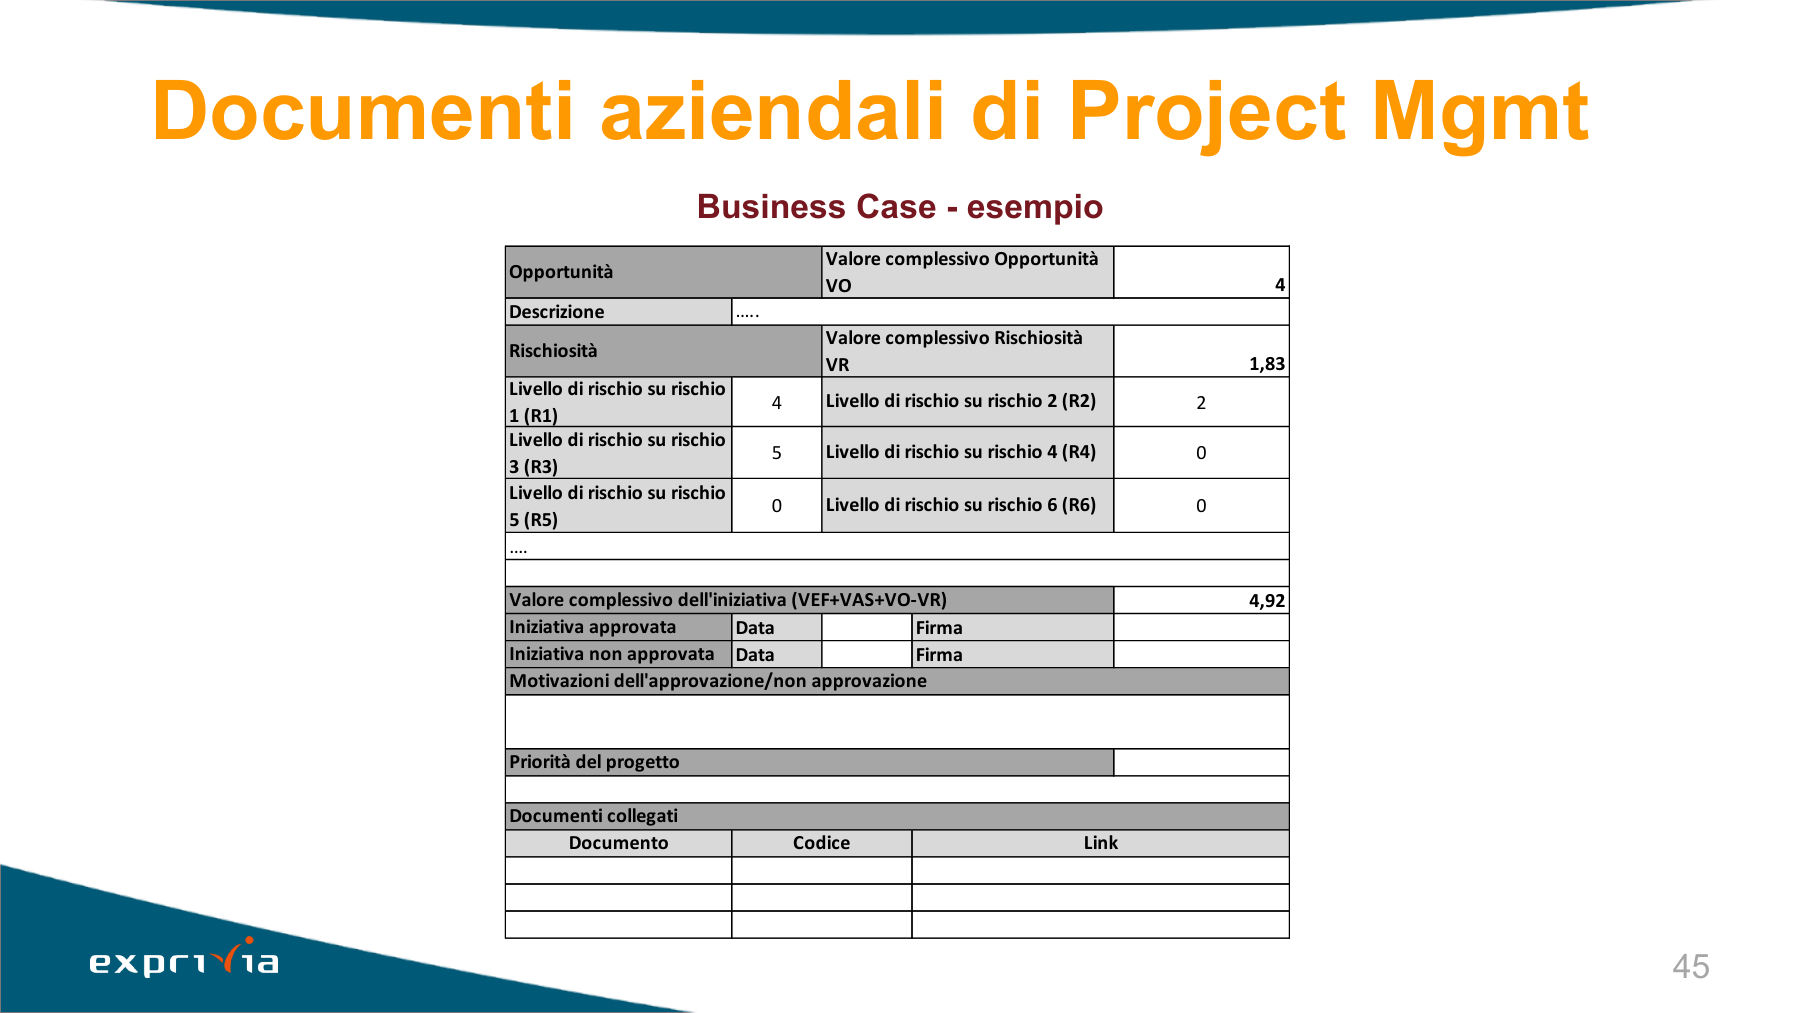 Documenti aziendali di Project Mgmt
Business Case - esempio
Opportunità
Valore complessivo Opportunità
VO
4
Descrizione
.....
Rischiosità
Valore complessivo Rischiosità
VR
1,83
Livello di rischio su rischio
1 (R1)
4
Livello di rischio su rischio 2 (R2)
2
Livello di rischio su rischio
3 (R3)
5
Livello di rischio su rischio 4 (R4)
0
Livello di rischio su rischio
5 (R5)
0
Livello di rischio su rischio 6 (R6)
0
....
Valore complessivo dell'iniziativa (VEF+VAS+VO-VR)
4,92
Iniziativa approvata
Data
Firma
Iniziativa non approvata
Data
Firma
Motivazioni dell'approvazione/non approvazione
Priorità del progetto
Documenti collegati
Documento
Codice
Link
exprivia
45